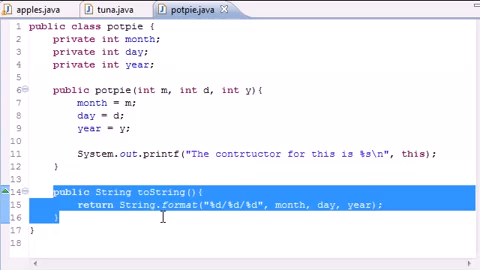 apples.java tuna.java potpie.java
1 public class potpie {
2 private int month;
3 private int day;
4 private int year;
5
6 public potpie(int m, int d, int y){
7 month = m;
8 day = d;
9 year = y;
10
11 System.out.printf("The contrtuctor for this is %s\n", this);
12 }
13
14 public String toString(){
15 return String.format("%d/%d/%d", month, day, year);
16 }
17 }
18